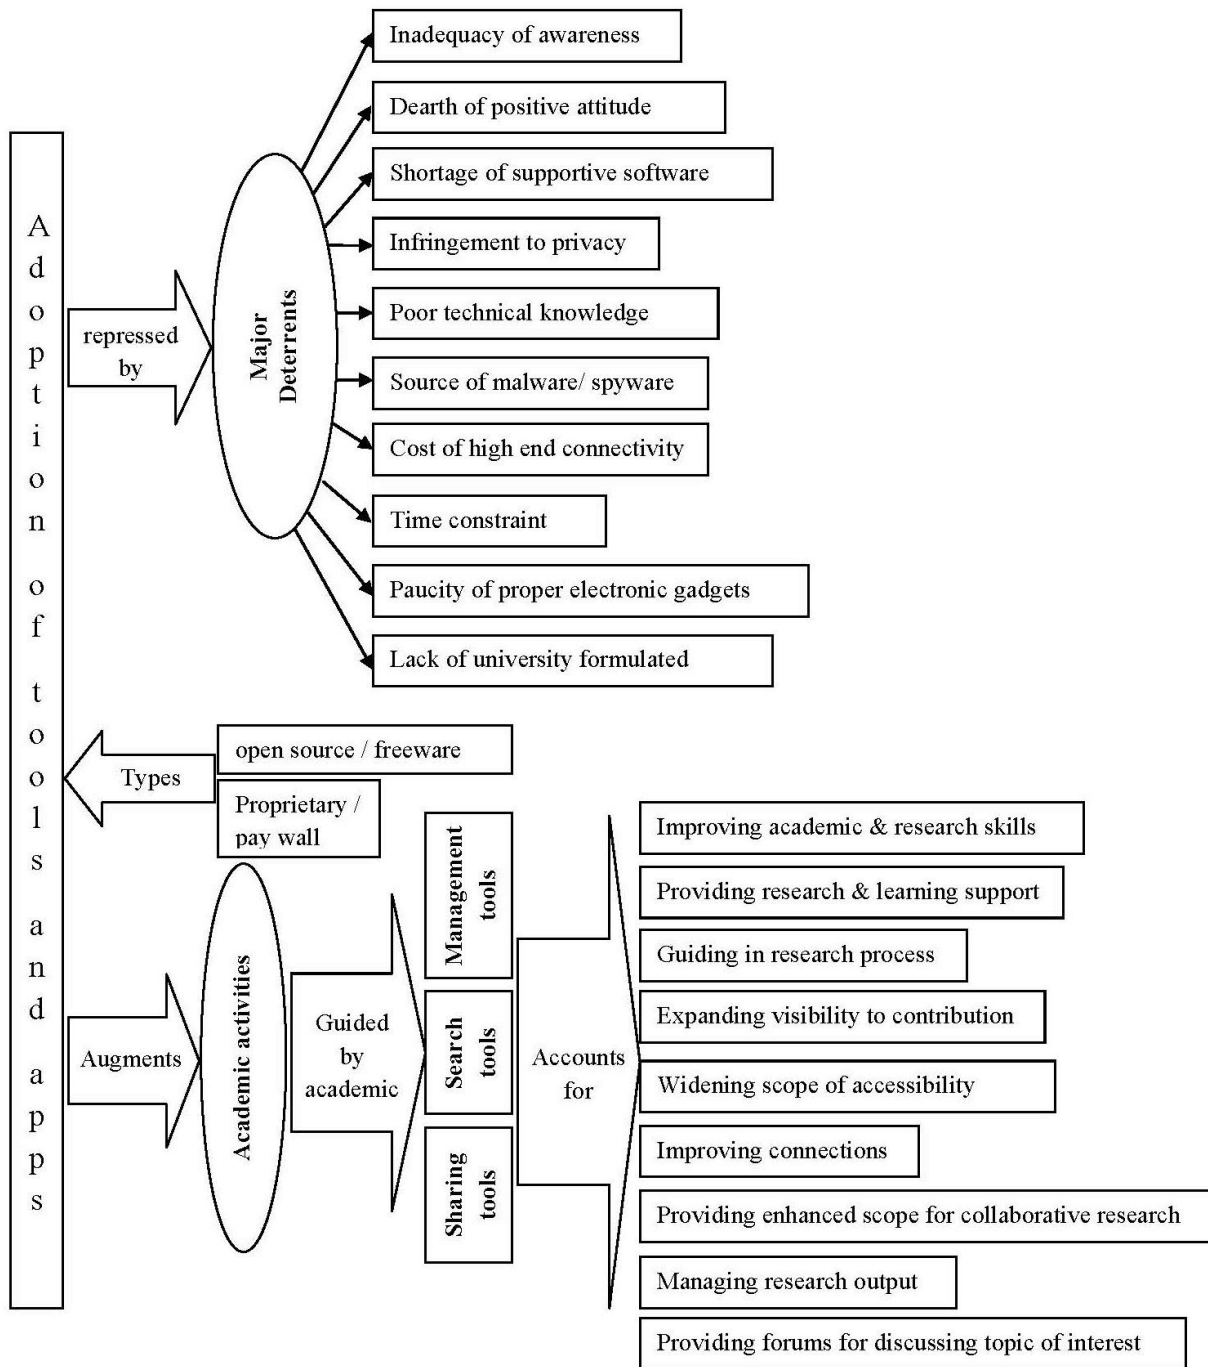 Adoption of tools and apps
repressed
by
Major
Deterrents
Inadequacy of awareness
Dearth of positive attitude
Shortage of supportive software
Infringement to privacy
Poor technical knowledge
Source of malware/ spyware
Cost of high end connectivity
Time constraint
Paucity of proper electronic gadgets
Lack of university formulated
Types
open source / freeware
Proprietary /
pay wall
Augments
Academic activities
Guided
by
academic
Management
tools
Search
tools
Sharing
tools
Accounts
for
Improving academic & research skills
Providing research & learning support
Guiding in research process
Expanding visibility to contribution
Widening scope of accessibility
Improving connections
Providing enhanced scope for collaborative research
Managing research output
Providing forums for discussing topic of interest